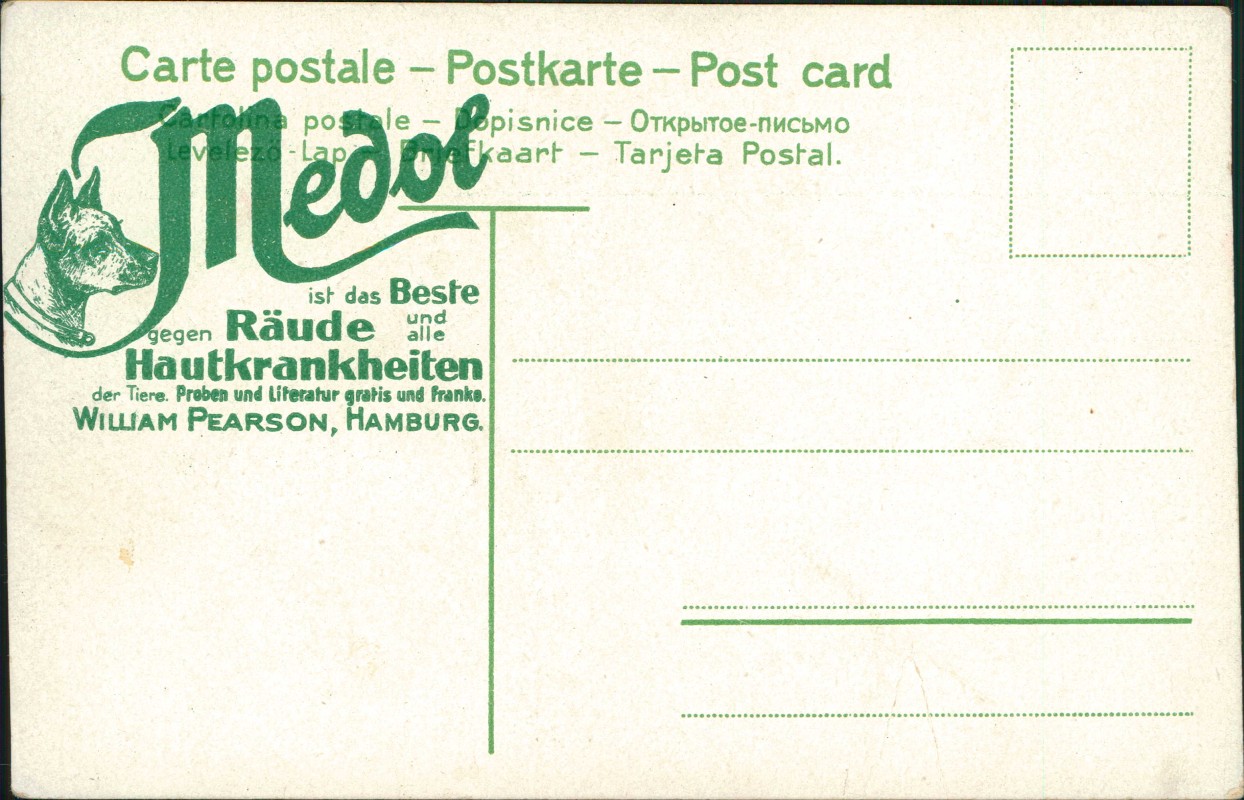 Carte postale – Postkarte – Post card
Cartolina postale – Dopisnice – Открытое-письмо
Levelező-Lap – Briefkaart – Tarjeta Postal.
Medol
ist das Beste
gegen Räude und alle
Hautkrankheiten
der Tiere. Proben und Literatur gratis und franko.
WILLIAM PEARSON, HAMBURG.